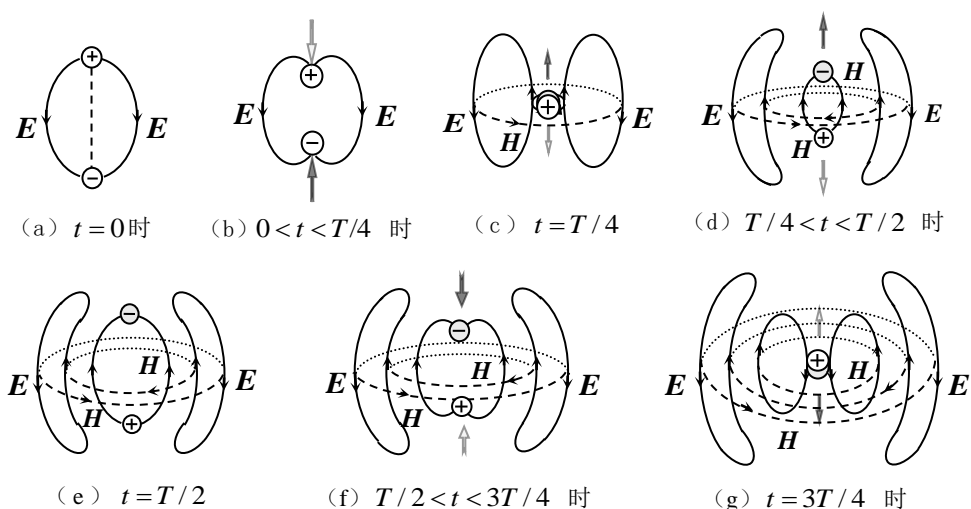 + − E E
+ − E E
+ E E H
− + H H E E
(a) t = 0时
(b) 0 < t < T/4 时
(c) t = T/4
(d) T/4 < t < T/2 时
− + H H E E
− + H H E E
+ H H E E
(e) t = T/2
(f) T/2 < t < 3T/4 时
(g) t = 3T/4 时